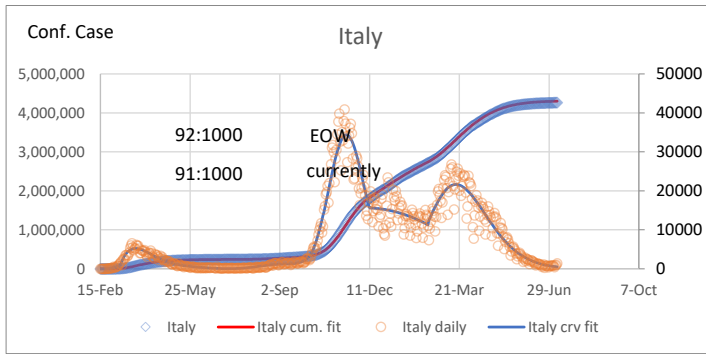 Conf. Case
Italy
5,000,000
50000
4,000,000
40000
92:1000
EOW
3,000,000
30000
91:1000
currently
2,000,000
20000
1,000,000
10000
0
0
15-Feb 25-May 2-Sep 11-Dec 21-Mar 29-Jun 7-Oct
Italy Italy cum. fit Italy daily Italy crv fit